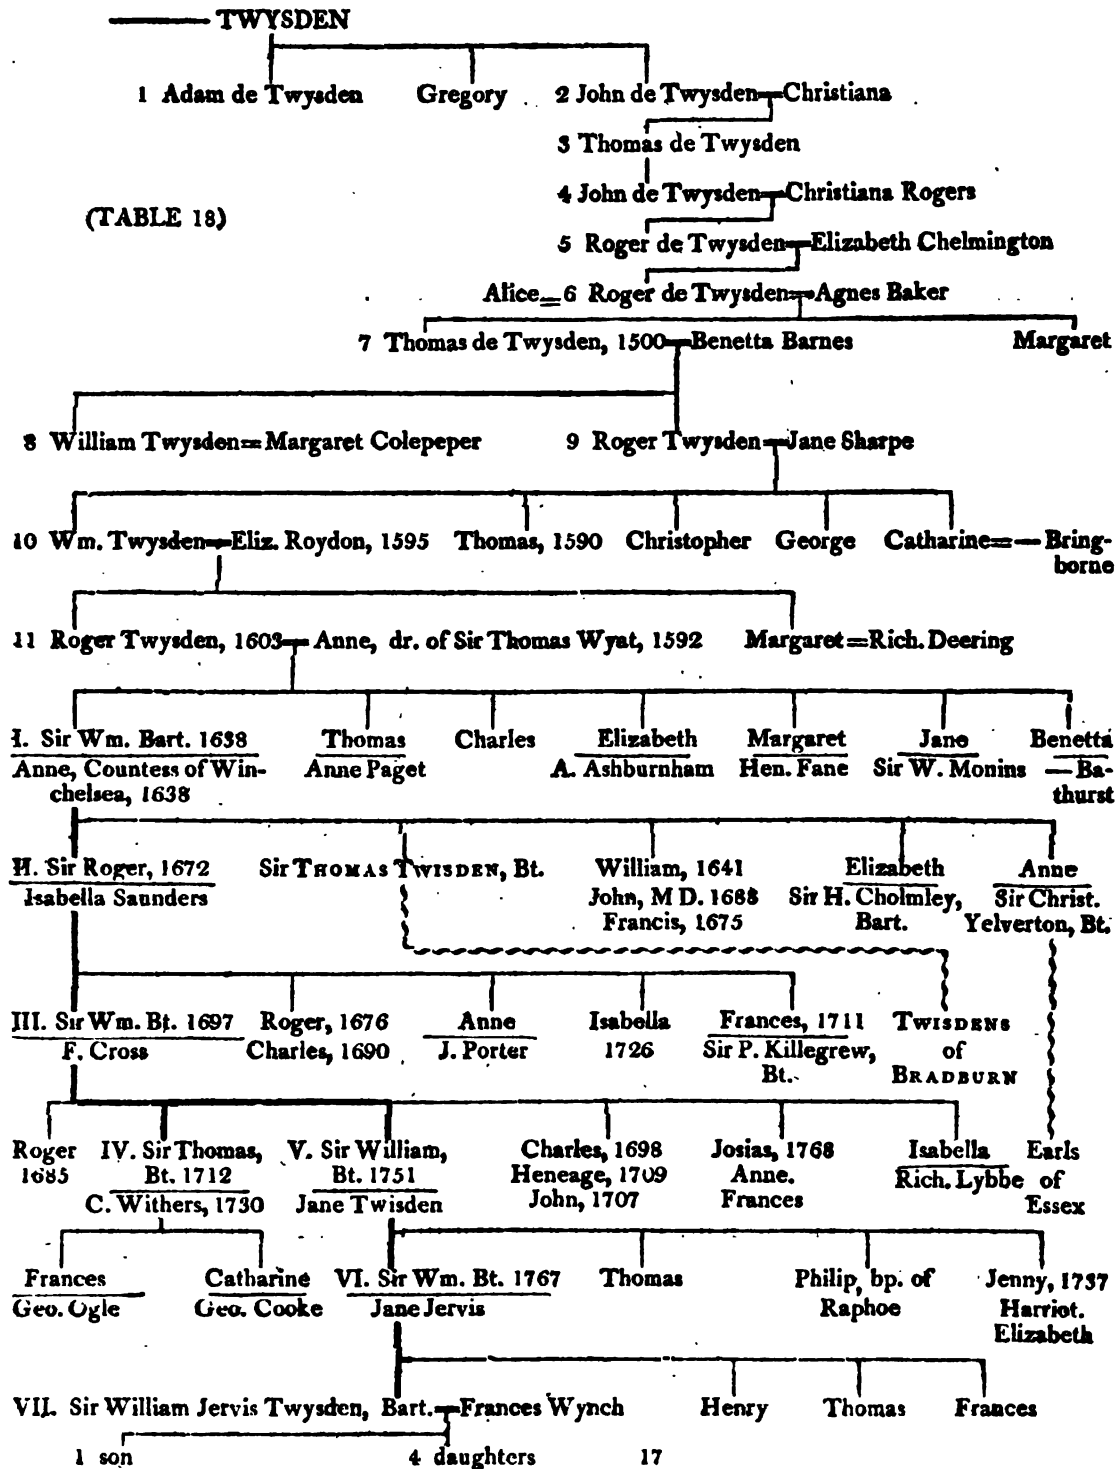 TWYSDEN
1 Adam de Twysden Gregory 2 John de Twysden=Christiana
3 Thomas de Twysden
4 John de Twysden=Christiana Rogers
(TABLE 18)
5 Roger de Twysden=Elizabeth Chelmington
Alice=6 Roger de Twysden=Agnes Baker
7 Thomas de Twysden, 1500=Benetta Barnes Margaret
8 William Twysden=Margaret Colepeper 9 Roger Twysden=Jane Sharpe
10 Wm. Twysden=Eliz. Roydon, 1595 Thomas, 1590 Christopher George Catharine=— Bring-
borne
11 Roger Twysden, 1603= Anne, dr. of Sir Thomas Wyat, 1592 Margaret=Rich. Deering
I. Sir Wm. Bart. 1638 Thomas Charles Elizabeth Margaret Jane Benetta
Anne, Countess of Win- Anne Paget A. Ashburnham Hen. Fane Sir W. Monins —Ba-
chelsea, 1638 thurst
II. Sir Roger, 1672 Sir THOMAS TWISDEN, Bt. William, 1641 Elizabeth Anne
Isabella Saunders John, M D. 1688 Sir H. Cholmley, Sir Christ.
Francis, 1675 Bart. Yelverton, Bt.
III. Sir Wm. Bt. 1697 Roger, 1676 Anne Isabella Frances, 1711 TWISDENS
F. Cross Charles, 1690 J. Porter 1726 Sir P. Killegrew, of
Bt. BRADBURN
Roger IV. Sir Thomas, V. Sir William, Charles, 1698 Josias, 1768 Isabella Earls
1685 Bt. 1712 Bt. 1751 Heneage, 1709 Anne. Rich. Lybbe of
C. Withers, 1730 Jane Twisden John, 1707 Frances Essex
Frances Catharine VI. Sir Wm. Bt. 1767 Thomas Philip, bp. of Jenny, 1737
Geo. Ogle Geo. Cooke Jane Jervis Raphoe Harriot.
Elizabeth
VII. Sir William Jervis Twysden, Bart.=Frances Wynch Henry Thomas Frances
1 son 4 daughters 17